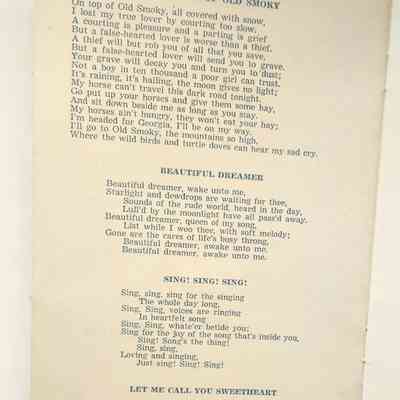 OLD SMOKY
On top of Old Smoky, all covered with snow,
I lost my true lover by courting too slow.
A courting is pleasure and a parting is grief
But a false-hearted lover is worse than a thief.
A thief will but rob you of all that you save,
But a false-hearted lover will send you to grave.
Your grave will decay you and turn you to dust;
Not a boy in ten thousand a poor girl can trust.
It's raining, it's hailing, the moon gives no light;
My horse can't travel this dark road tonight.
Go put up your horses and give them some hay,
And sit down beside me as long as you stay.
My horses ain't hungry, they won't eat your hay;
I'm headed for Georgia, I'll be on my way.
I'll go to Old Smoky, the mountains so high,
Where the wild birds and turtle doves can hear my sad cry.
BEAUTIFUL DREAMER
Beautiful dreamer, wake unto me,
Starlight and dewdrops are waiting for thee,
Sounds of the rude world, heard in the day,
Lull'd by the moonlight have all pass'd away.
Beautiful dreamer, queen of my song,
List while I woo thee, with soft melody;
Gone are the cares of life's busy throng,
Beautiful dreamer, awake unto me.
Beautiful dreamer, awake unto me.
SING! SING! SING!
Sing, sing, sing for the singing
The whole day long,
Sing, Sing, voices are ringing
In heartfelt song
Sing, Sing, whate'er betide you;
Sing for the joy of the song that's inside you,
Sing! Song's the thing!
Sing, sing,
Loving and singing,
Just sing! Sing! Sing!
LET ME CALL YOU SWEETHEART